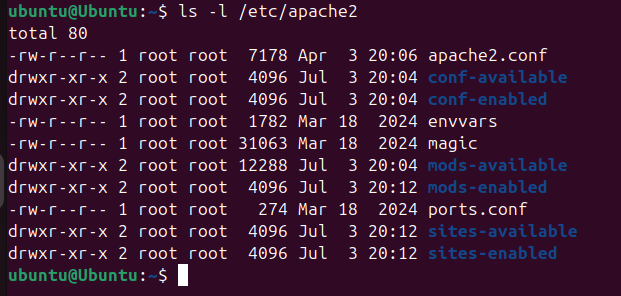 ubuntu@Ubuntu:~$ ls -l /etc/apache2
total 80
-rw-r--r-- 1 root root  7178 Apr  3 20:06 apache2.conf
drwxr-xr-x 2 root root  4096 Jul  3 20:04 conf-available
drwxr-xr-x 2 root root  4096 Jul  3 20:04 conf-enabled
-rw-r--r-- 1 root root  1782 Mar 18  2024 envvars
-rw-r--r-- 1 root root 31063 Mar 18  2024 magic
drwxr-xr-x 2 root root 12288 Jul  3 20:04 mods-available
drwxr-xr-x 2 root root  4096 Jul  3 20:12 mods-enabled
-rw-r--r-- 1 root root   274 Mar 18  2024 ports.conf
drwxr-xr-x 2 root root  4096 Jul  3 20:12 sites-available
drwxr-xr-x 2 root root  4096 Jul  3 20:12 sites-enabled
ubuntu@Ubuntu:~$